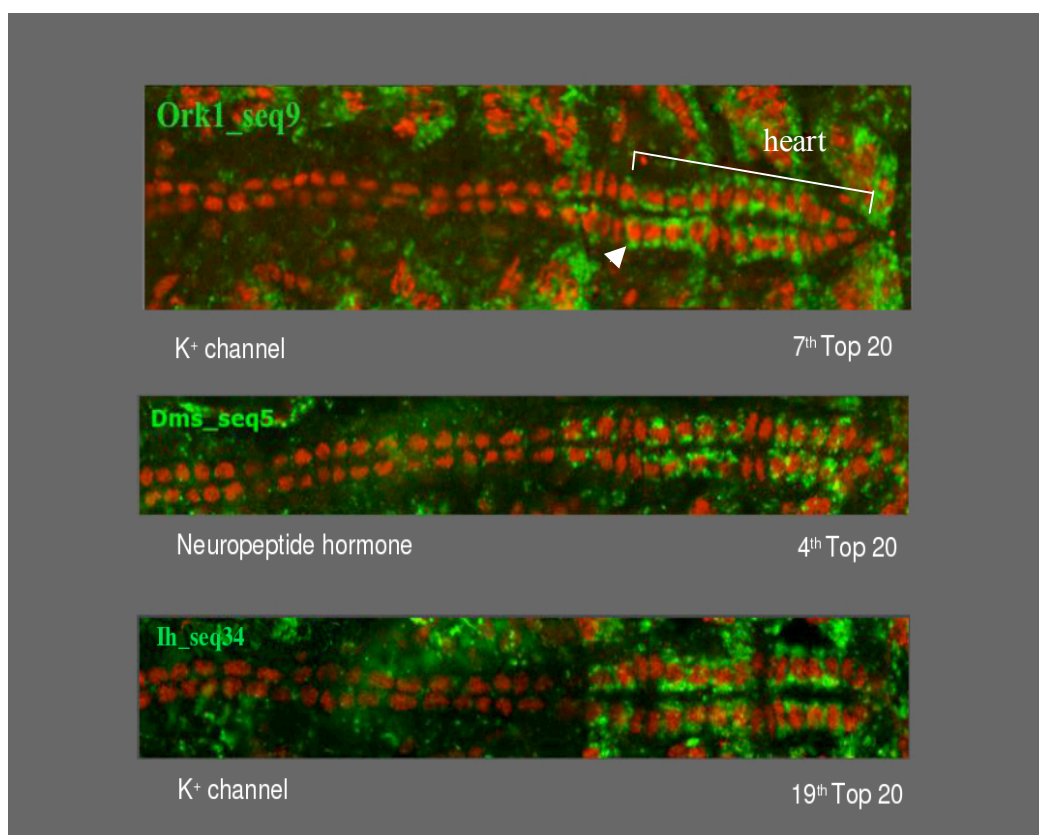 Ork1_seq9
heart
K⁺ channel
7th Top 20
Dms_seq5
Neuropeptide hormone
4th Top 20
Ih_seq34
K⁺ channel
19th Top 20